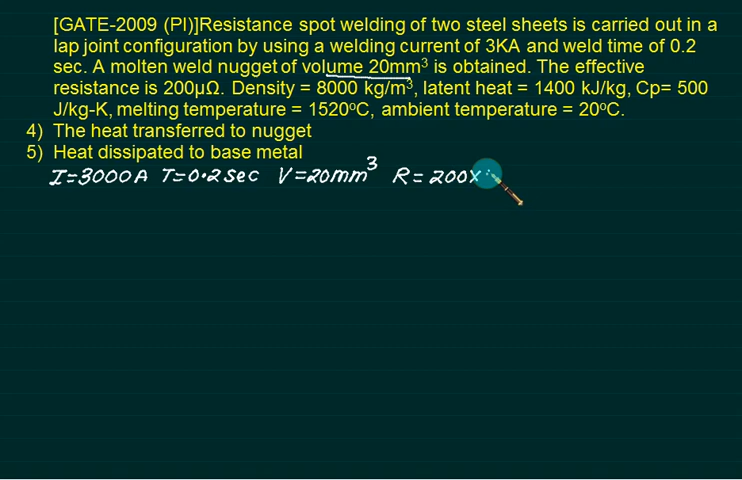 [GATE-2009 (PI)]Resistance spot welding of two steel sheets is carried out in a
lap joint configuration by using a welding current of 3KA and weld time of 0.2
sec. A molten weld nugget of volume 20mm³ is obtained. The effective
resistance is 200μΩ. Density = 8000 kg/m³, latent heat = 1400 kJ/kg, Cp= 500
J/kg-K, melting temperature = 1520⁰C, ambient temperature = 20⁰C.
4) The heat transferred to nugget
5) Heat dissipated to base metal
I=3000A T=0.2sec V=20mm³ R=200x